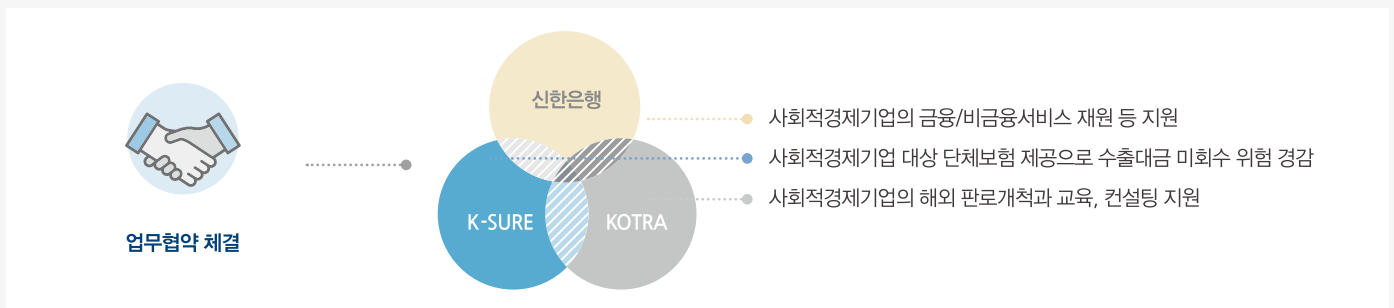 신한은행
사회적경제기업의 금융/비금융서비스 재원 등 지원
사회적경제기업 대상 단체보험 제공으로 수출대금 미회수 위험 경감
사회적경제기업의 해외 판로개척과 교육, 컨설팅 지원
K-SURE
KOTRA
업무협약 체결